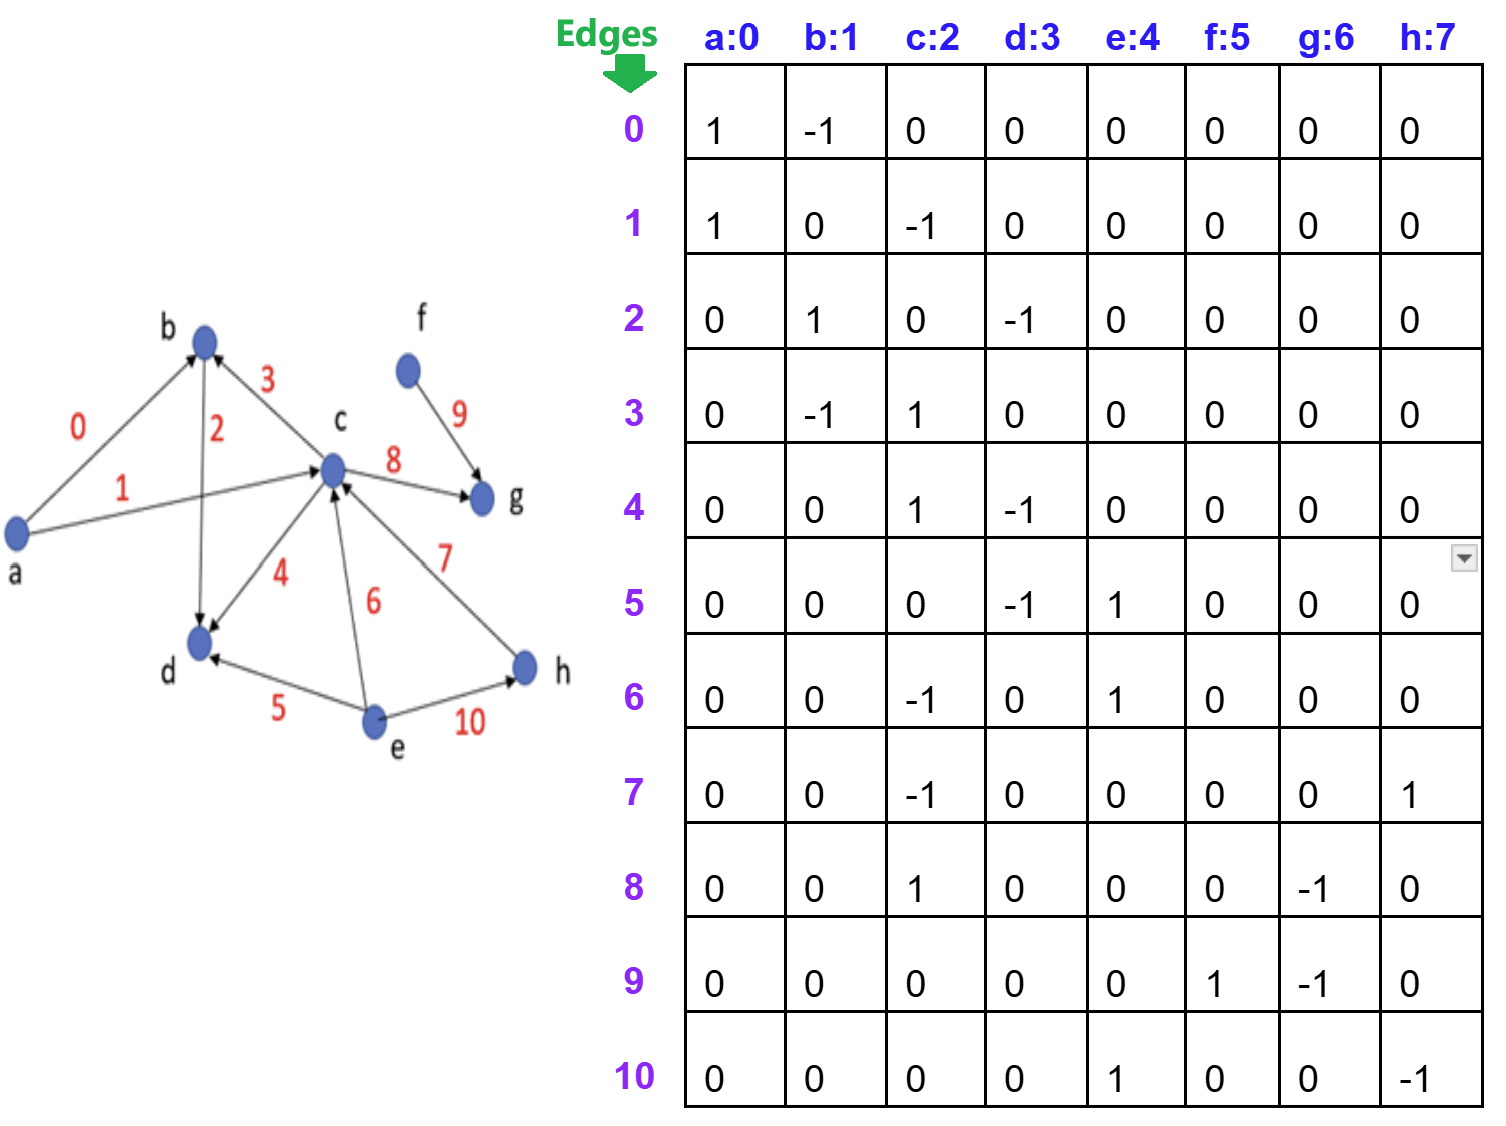 Edges a:0 b:1 c:2 d:3 e:4 f:5 g:6 h:7
0 1 -1 0 0 0 0 0 0
1 1 0 -1 0 0 0 0 0
2 0 1 0 -1 0 0 0 0
3 0 -1 1 0 0 0 0 0
4 0 0 1 -1 0 0 0 0
5 0 0 0 -1 1 0 0 0
6 0 0 -1 0 1 0 0 0
7 0 0 -1 0 0 0 0 1
8 0 0 1 0 0 0 -1 0
9 0 0 0 0 0 1 -1 0
10 0 0 0 0 1 0 0 -1
f
b
3
c
9
0
2
8
1
g
a
4
7
6
d
h
5
10
e